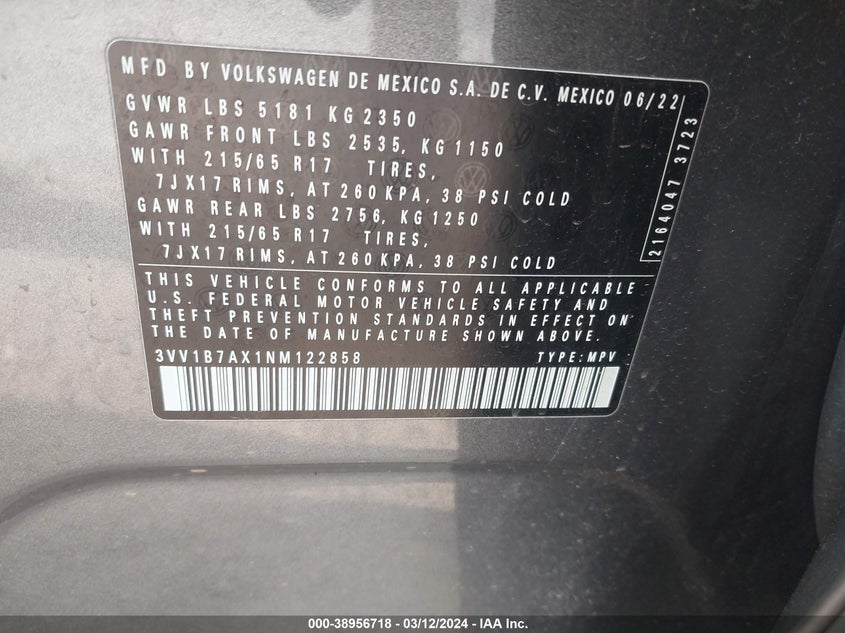 MFD BY VOLKSWAGEN DE MEXICO S.A. DE C.V. MEXICO 06/22
GVWR LBS 5181 KG 2350
GAWR FRONT LBS 2535, KG 1150
WITH 215/65 R17 TIRES,
7JX17 RIMS, AT 260 KPA, 38 PSI COLD
GAWR REAR LBS 2756, KG 1250
WITH 215/65 R17 TIRES,
7JX17 RIMS, AT 260 KPA, 38 PSI COLD
2164047 3723
THIS VEHICLE CONFORMS TO ALL APPLICABLE
U.S. FEDERAL MOTOR VEHICLE SAFETY AND
THEFT PREVENTION STANDARDS IN EFFECT ON
THE DATE OF MANUFACTURE SHOWN ABOVE.
3VV1B7AX1NM122858 TYPE: MPV
000-38956718 - 03/12/2024 - IAA Inc.